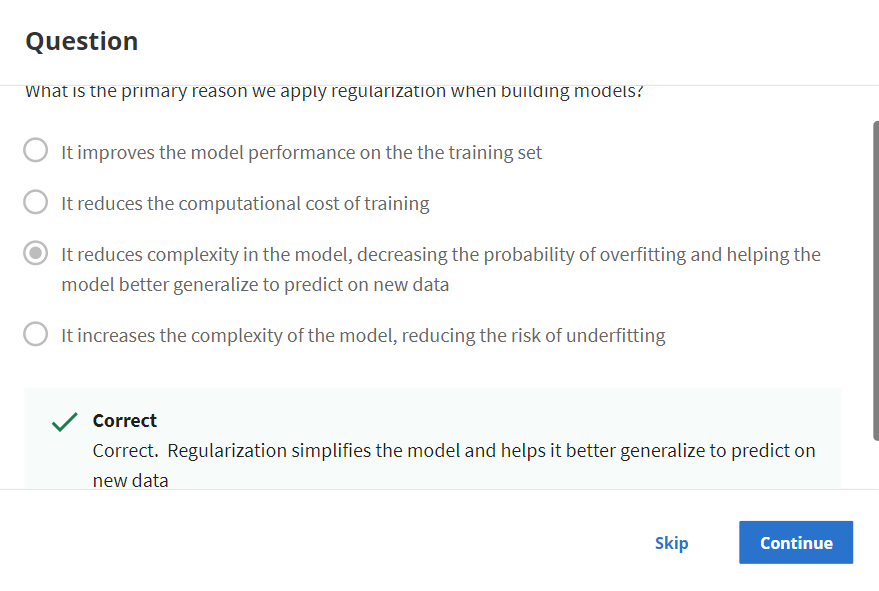 Question
What is the primary reason we apply regularization when building models?
It improves the model performance on the the training set
It reduces the computational cost of training
It reduces complexity in the model, decreasing the probability of overfitting and helping the
model better generalize to predict on new data
It increases the complexity of the model, reducing the risk of underfitting
Correct
Correct.  Regularization simplifies the model and helps it better generalize to predict on
new data
Skip
Continue